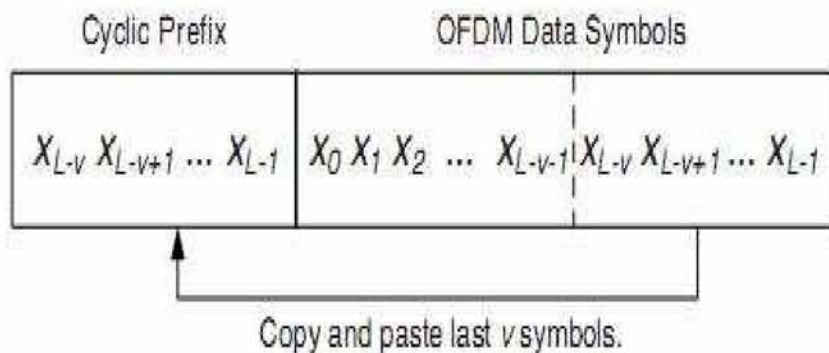 Cyclic Prefix OFDM Data Symbols
X_{L-v} X_{L-v+1} ... X_{L-1} X_0 X_1 X_2 ... X_{L-v-1} X_{L-v} X_{L-v+1} ... X_{L-1}
Copy and paste last v symbols.